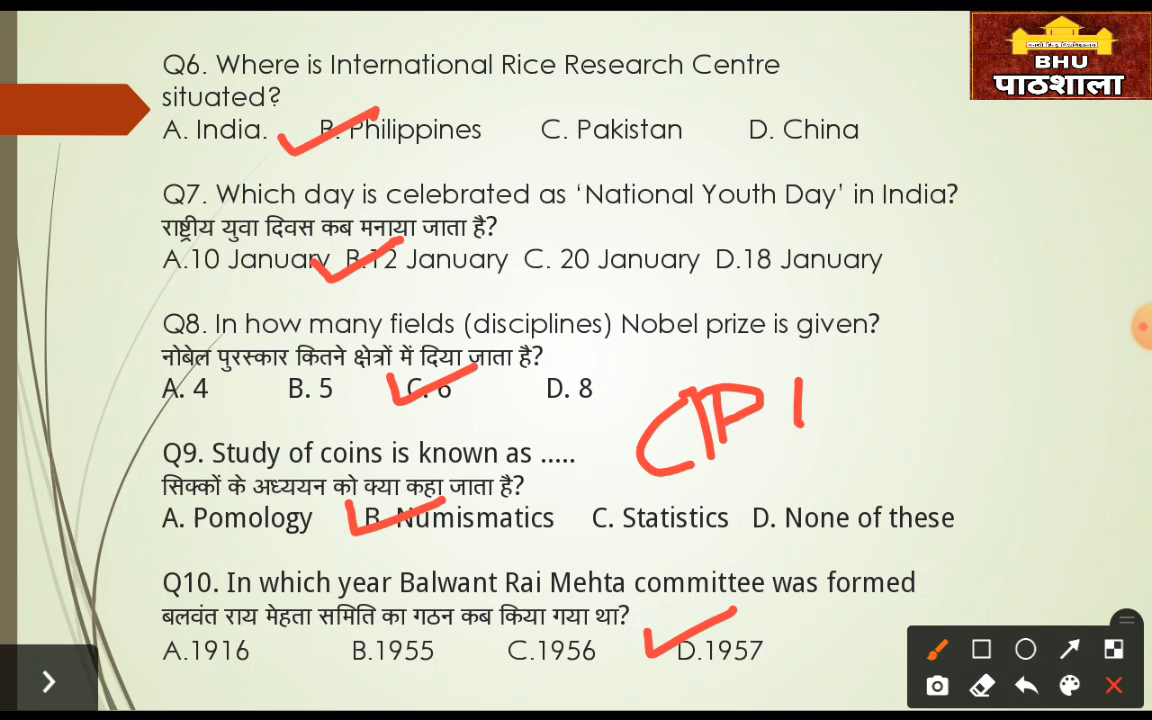 BHU
पाठशाला
Q6. Where is International Rice Research Centre
situated?
A. India. B. Philippines C. Pakistan D. China
Q7. Which day is celebrated as ‘National Youth Day’ in India?
राष्ट्रीय युवा दिवस कब मनाया जाता है?
A.10 January B.12 January C. 20 January D.18 January
Q8. In how many fields (disciplines) Nobel prize is given?
नोबेल पुरस्कार कितने क्षेत्रों में दिया जाता है?
A. 4 B. 5 C. 6 D. 8
Q9. Study of coins is known as .....
सिक्कों के अध्ययन को क्या कहा जाता है?
A. Pomology B. Numismatics C. Statistics D. None of these
Q10. In which year Balwant Rai Mehta committee was formed
बलवंत राय मेहता समिति का गठन कब किया गया था?
A.1916 B.1955 C.1956 D.1957